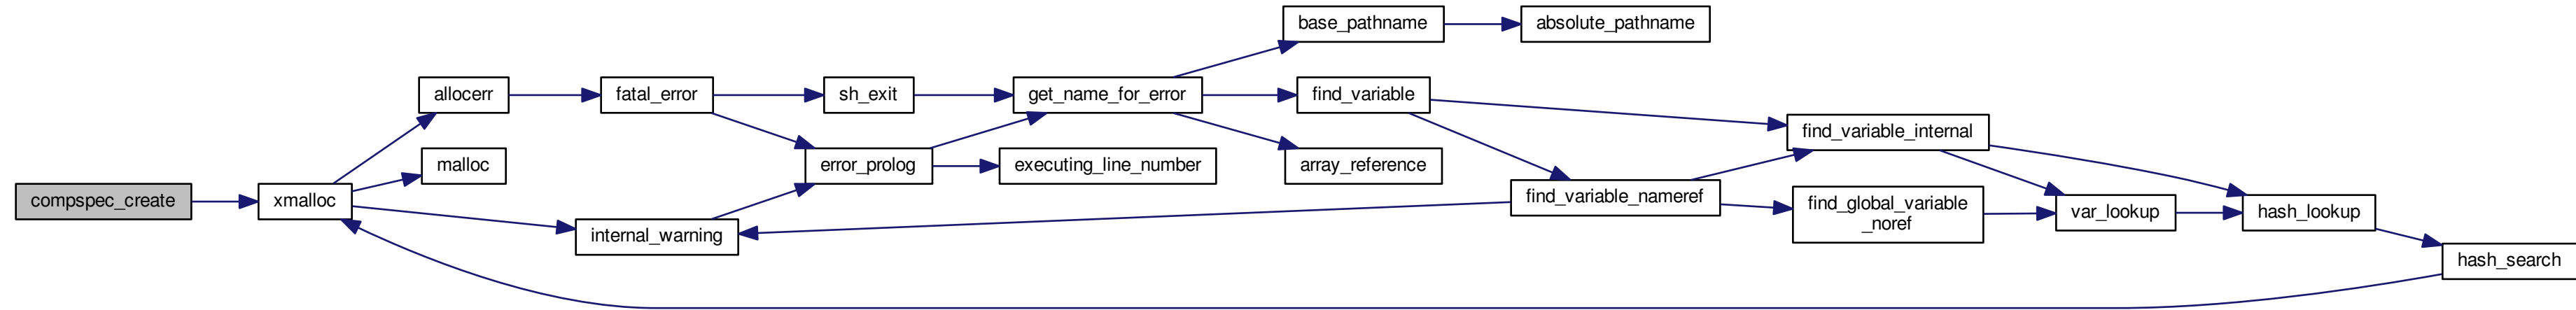 base_pathname
absolute_pathname
allocerr
fatal_error
sh_exit
get_name_for_error
find_variable
find_variable_internal
malloc
error_prolog
executing_line_number
array_reference
compspec_create
xmalloc
find_variable_nameref
find_global_variable
_noref
var_lookup
hash_lookup
internal_warning
hash_search